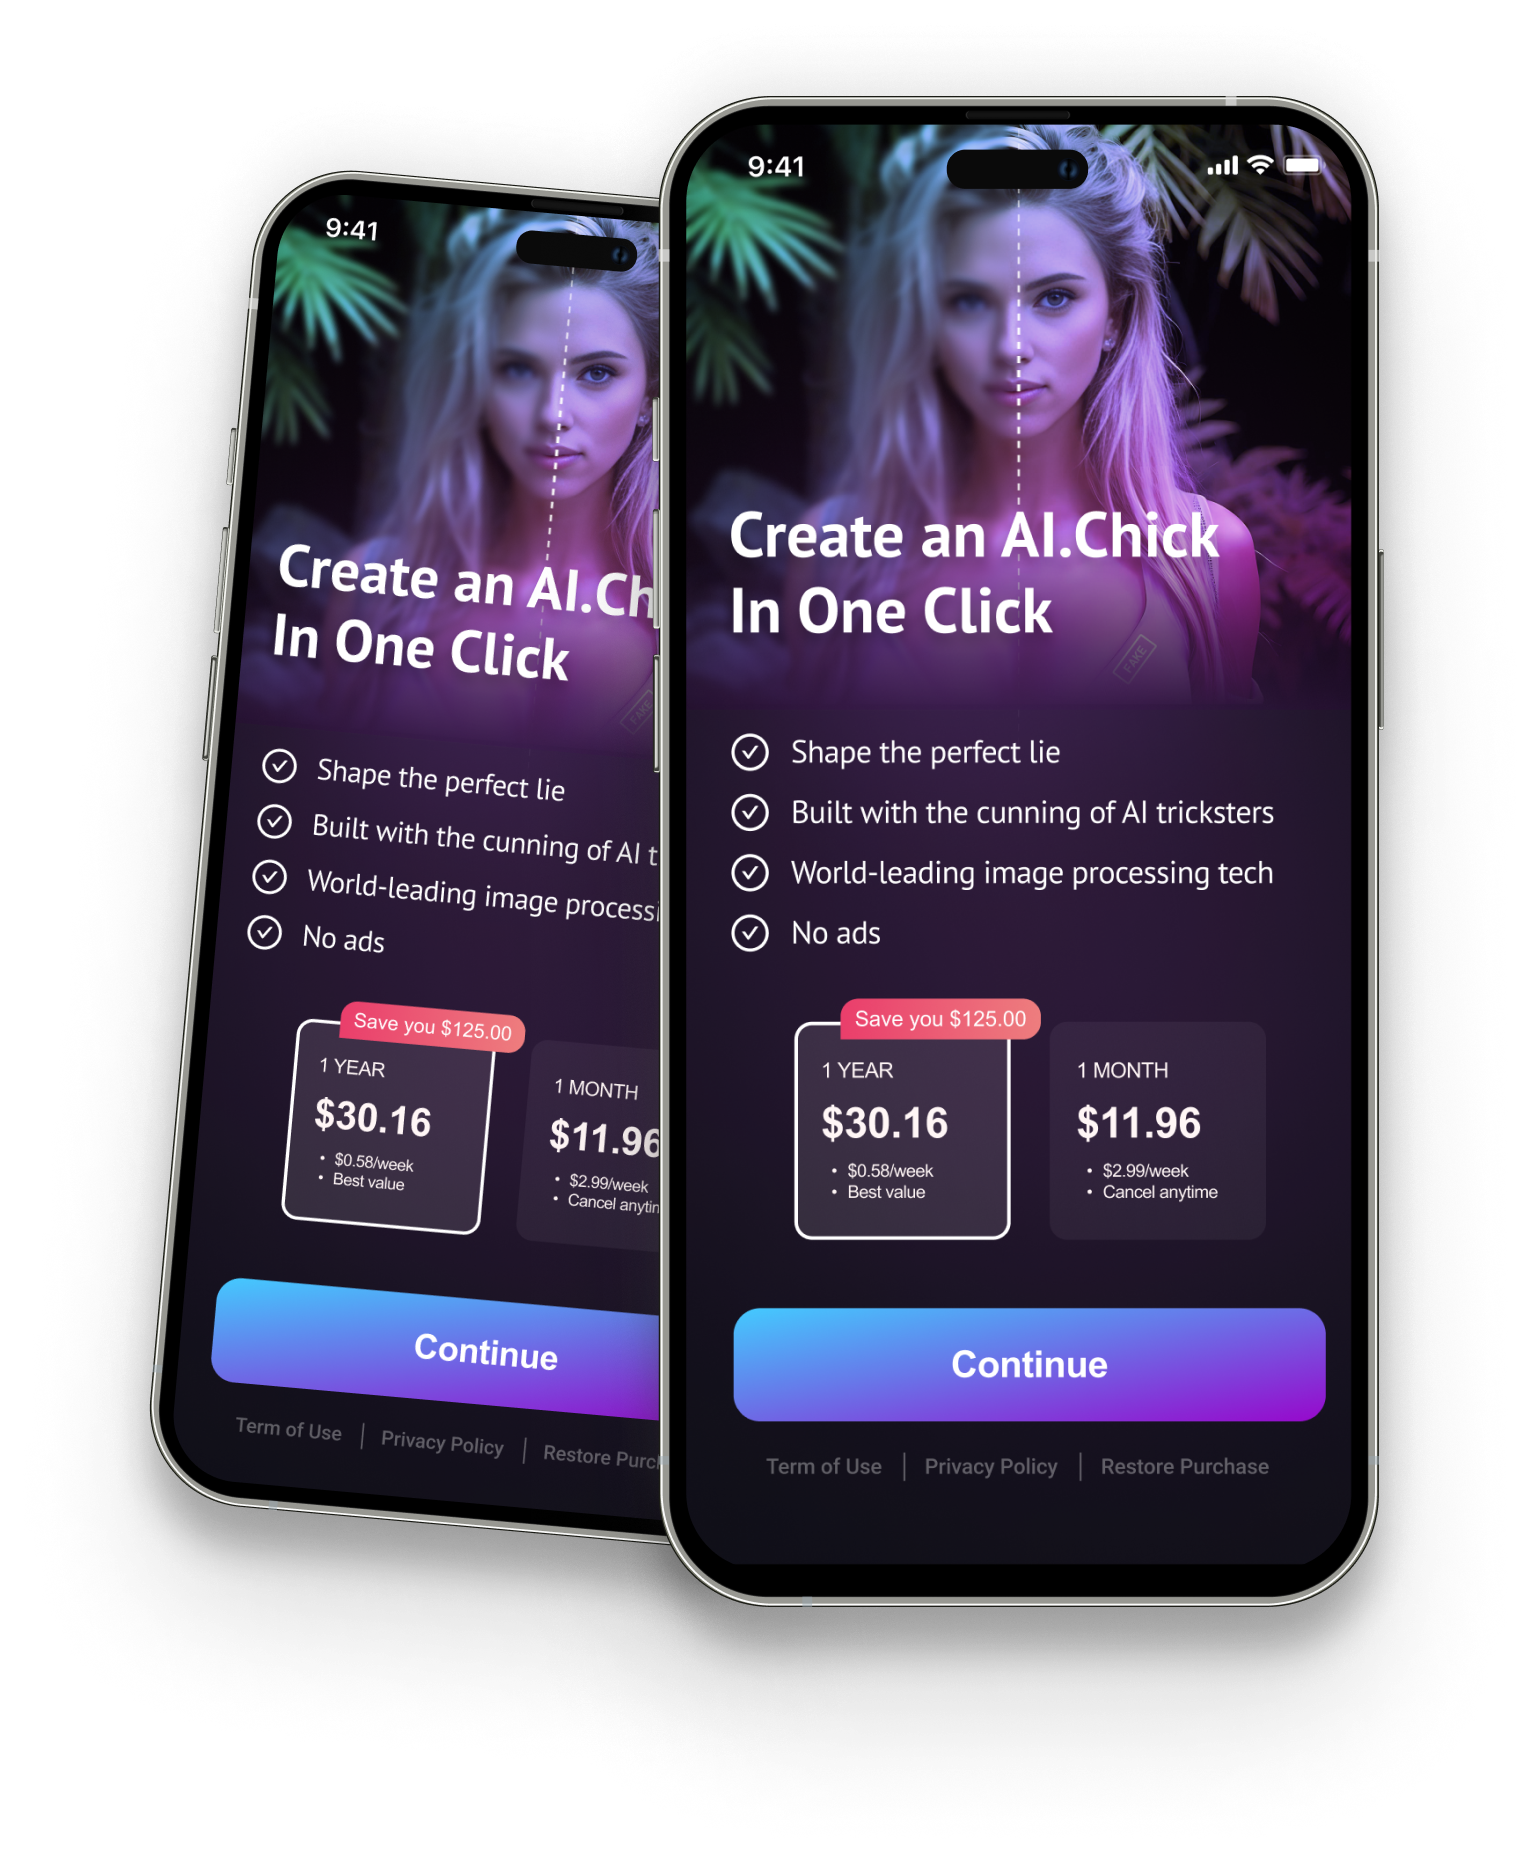 9:41
Create an AI.Ch
In One Click
FAKE
Shape the perfect lie
Built with the cunning of AI t
World-leading image processi
No ads
Save you $125.00
1 YEAR
$30.16
• $0.58/week
• Best value
1 MONTH
$11.96
• $2.99/week
• Cancel anytin
Continue
Term of Use
Privacy Policy
Restore Purch
9:41
Create an AI.Chick
In One Click
FAKE
Shape the perfect lie
Built with the cunning of AI tricksters
World-leading image processing tech
No ads
Save you $125.00
1 YEAR
$30.16
• $0.58/week
• Best value
1 MONTH
$11.96
• $2.99/week
• Cancel anytime
Continue
Term of Use
Privacy Policy
Restore Purchase